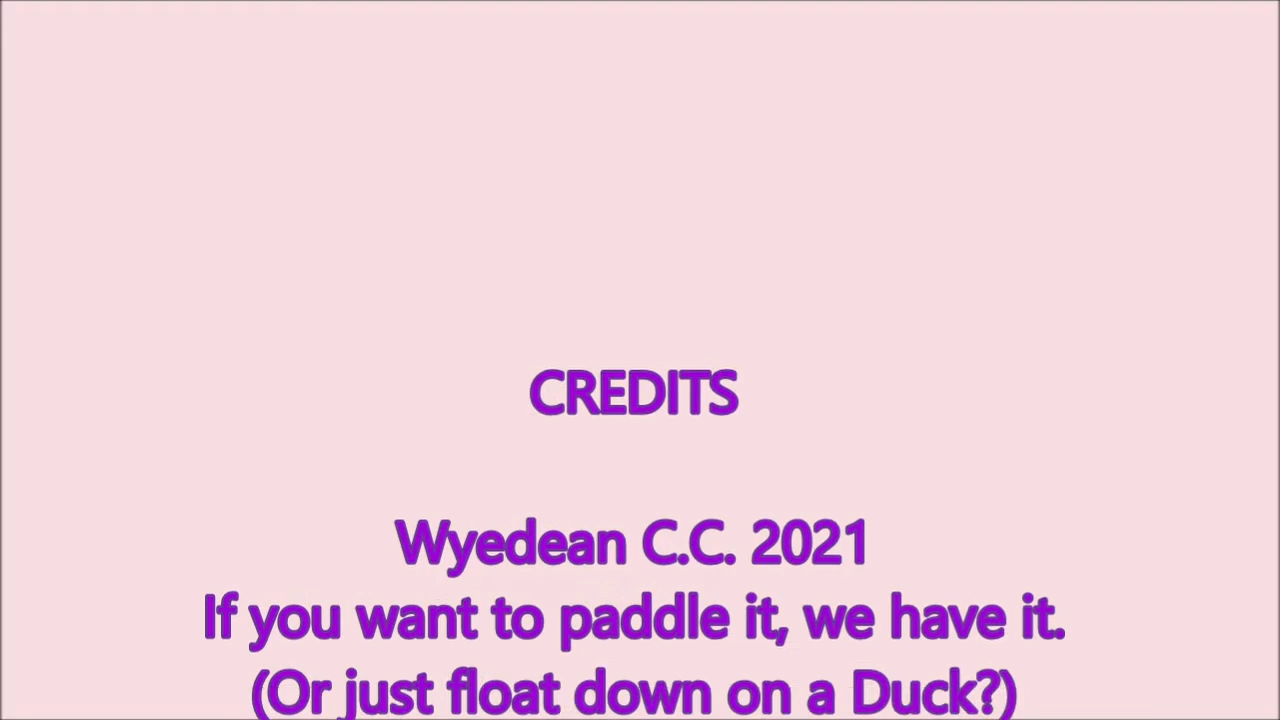 CREDITS
Wyedean C.C. 2021
If you want to paddle it, we have it.
(Or just float down on a Duck?)